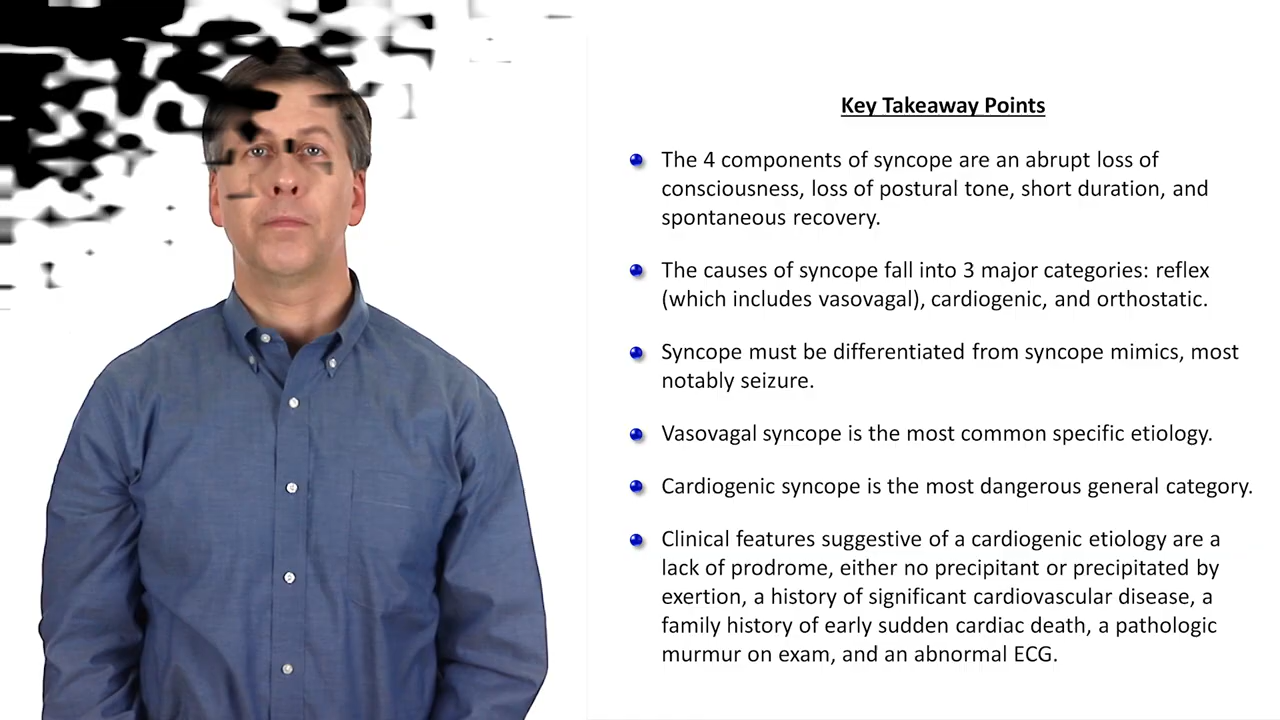 Key Takeaway Points
The 4 components of syncope are an abrupt loss of
consciousness, loss of postural tone, short duration, and
spontaneous recovery.
The causes of syncope fall into 3 major categories: reflex
(which includes vasovagal), cardiogenic, and orthostatic.
Syncope must be differentiated from syncope mimics, most
notably seizure.
Vasovagal syncope is the most common specific etiology.
Cardiogenic syncope is the most dangerous general category.
Clinical features suggestive of a cardiogenic etiology are a
lack of prodrome, either no precipitant or precipitated by
exertion, a history of significant cardiovascular disease, a
family history of early sudden cardiac death, a pathologic
murmur on exam, and an abnormal ECG.